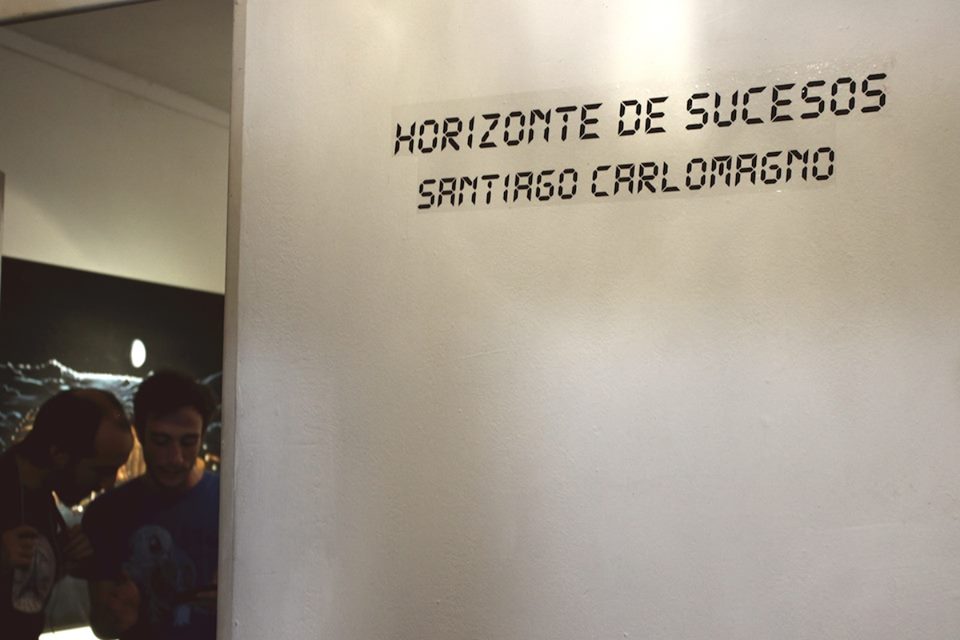 HORIZONTE DE SUCESOS
SANTIAGO CARLOMAGNO